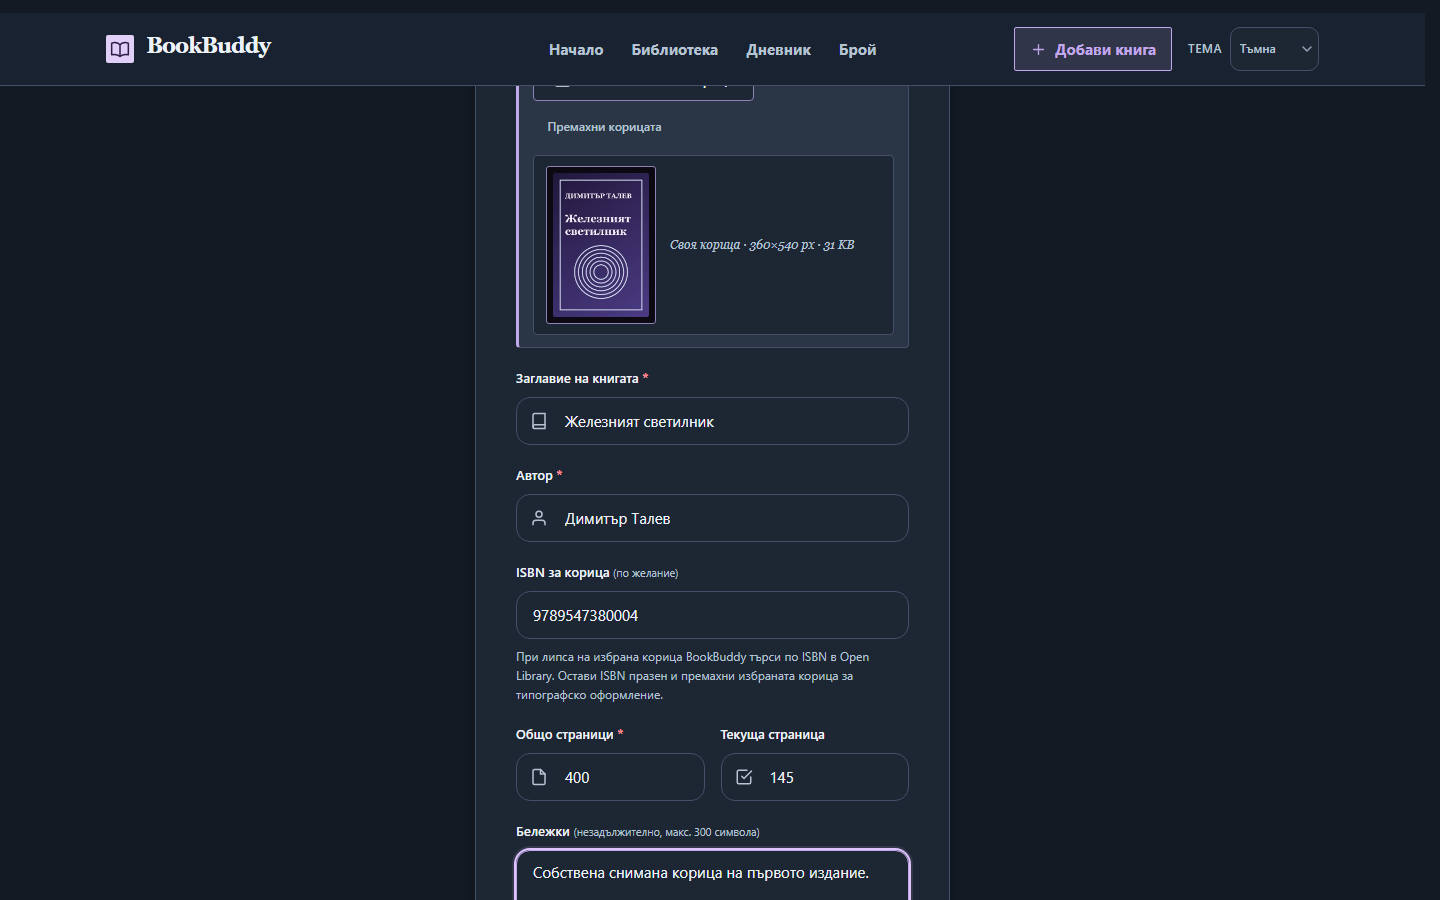 BookBuddy
Начало
Библиотека
Дневник
Брой
Добави книга
ТЕМА
Тъмна
Премахни корицата
ДИМИТЪР ТАЛЕВ
Железният
светилник
Своя корица · 360×540 px · 31 KB
Заглавие на книгата *
Железният светилник
Автор *
Димитър Талев
ISBN за корица (по желание)
9789547380004
При липса на избрана корица BookBuddy търси по ISBN в Open
Library. Остави ISBN празен и премахни избраната корица за
типографско оформление.
Общо страници *
Текуща страница
400
145
Бележки (незадължително, макс. 300 символа)
Собствена снимана корица на първото издание.